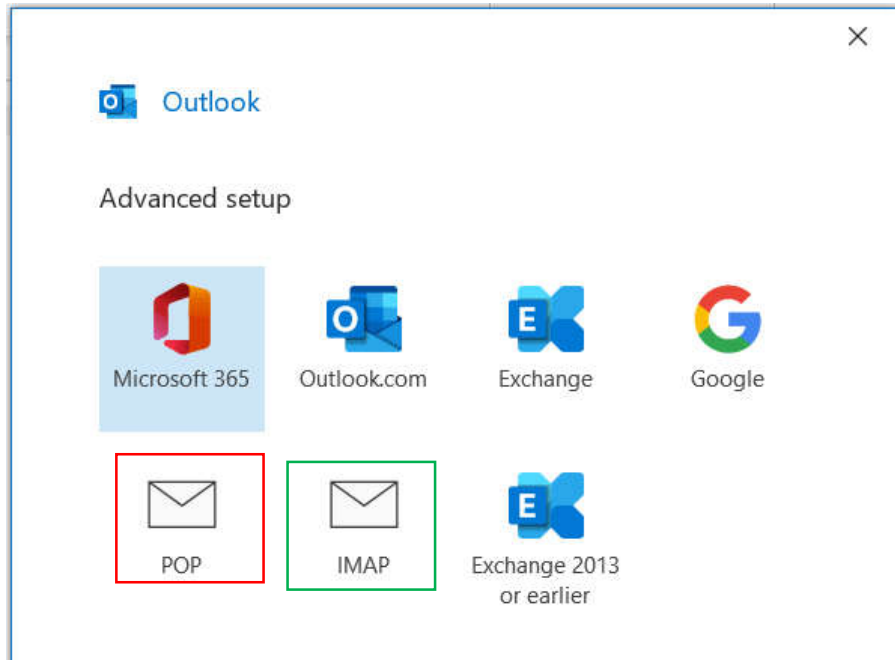 Outlook
Advanced setup
Microsoft 365
Outlook.com
Exchange
Google
POP
IMAP
Exchange 2013
or earlier